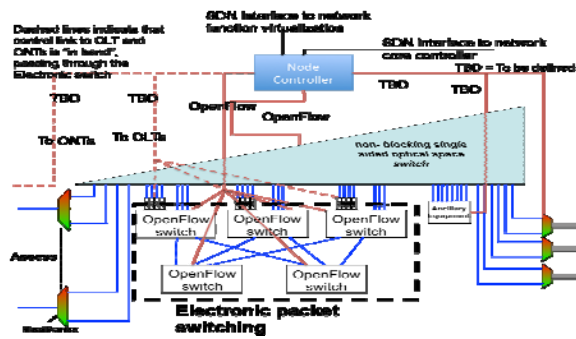 Dashed lines indicate that
control link to OLT and
ONTs is "in band",
passing through the
Electronic switch
SDN Interface to network
function virtualization
SDN Interface to network
core controller
TBD = To be defined
Node
Controller
TBD
TBD
TBD
TBD
OpenFlow
OpenFlow
To ONTs
To OLTs
non-blocking single
sided optical space
switch
Ancillary
Equipment
OpenFlow
switch
OpenFlow
switch
OpenFlow
switch
OpenFlow
switch
OpenFlow
switch
Access
Electronic packet
switching